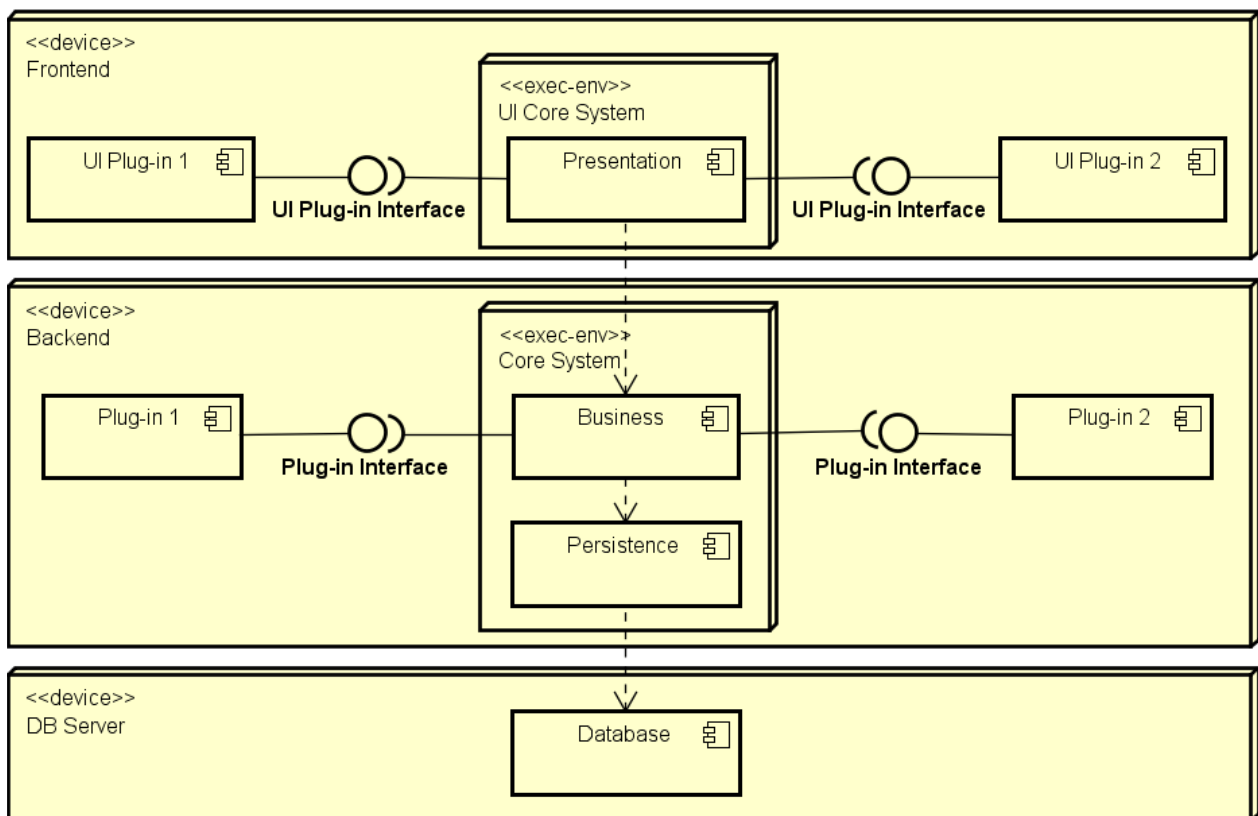 <<device>>
Frontend
<<exec-env>>
UI Core System
UI Plug-in 1
Presentation
UI Plug-in 2
UI Plug-in Interface
UI Plug-in Interface
<<device>>
Backend
<<exec-env>>
Core System
Plug-in 1
Business
Plug-in 2
Plug-in Interface
Plug-in Interface
Persistence
<<device>>
DB Server
Database